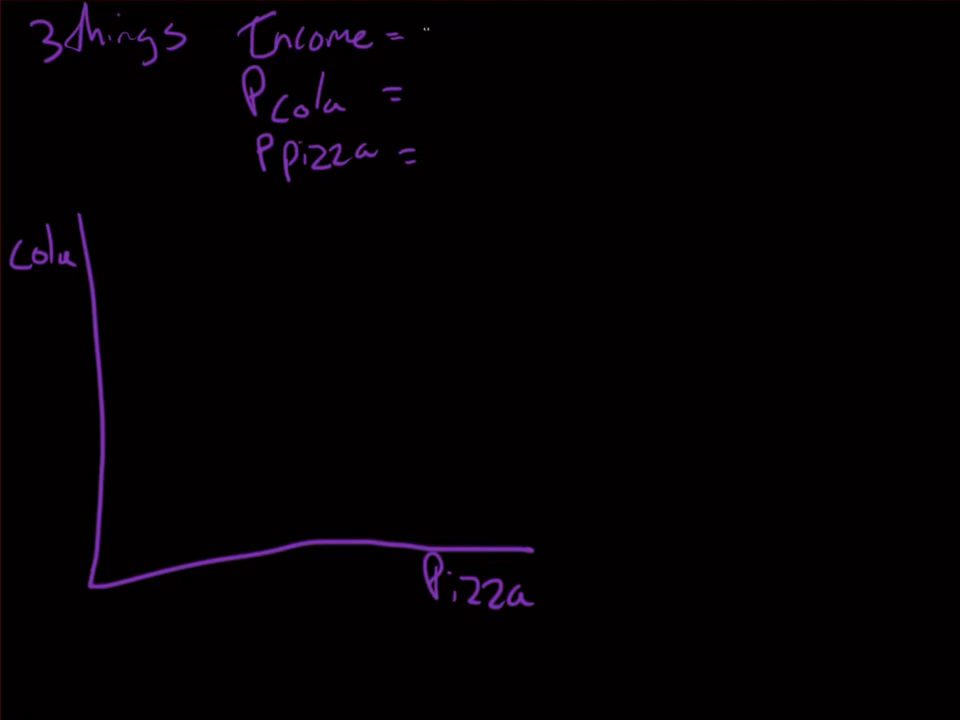 3 things Income =
Pcola =
Ppizza =
Cola
Pizza